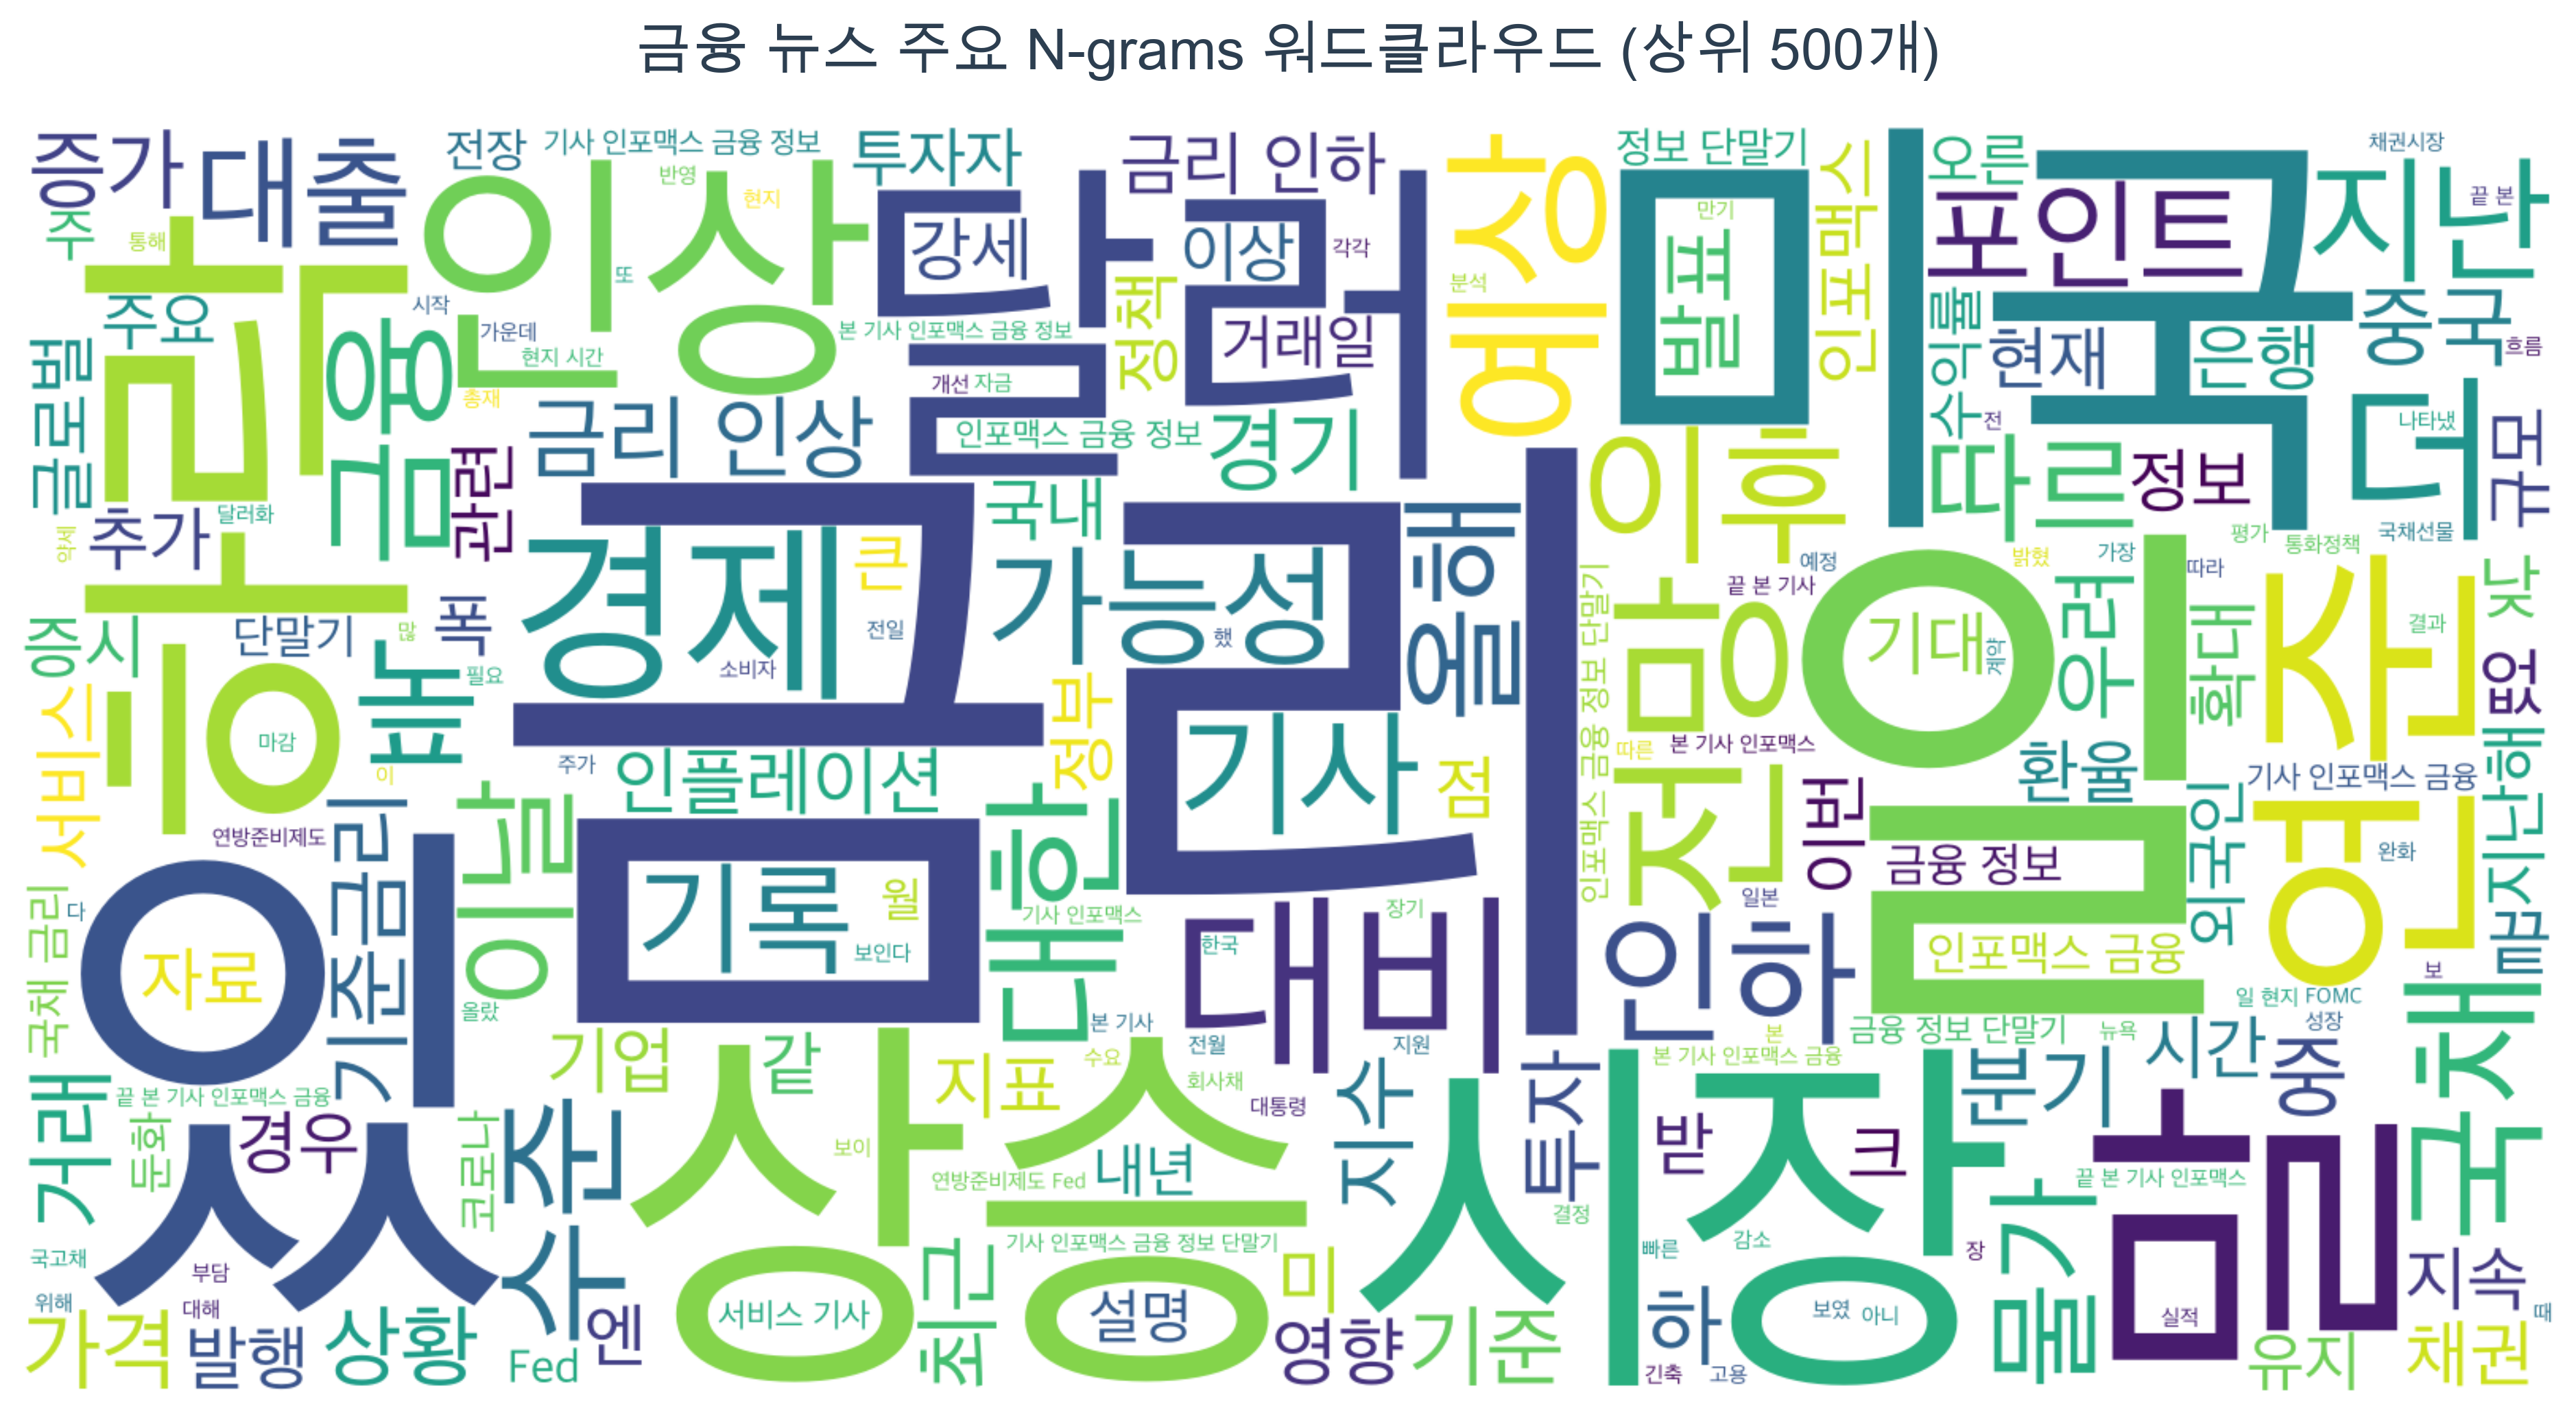 금융 뉴스 주요 N-grams 워드클라우드 (상위 500개)
증가
대출
전장
기사 인포맥스 금융 정보
투자자
금리 인하
예상
정보 단말기
미국
인포맥스
오른
채권시장
지난
끝 본
주
통해
하락
인상
반영
현지
또
달러
강세
이상
각각
정책
분석
발표
만기
포인트
수익률
현재
은행
중국
흐름
글로벌
주요
금융
시작
가운데
현지 시간
총재
본 기사 인포맥스 금융 정보
개선
자금
거래일
인포맥스 금융 정보
경기
전
더
나타냈
규모
관련
금리 인상
이후
따르
정보
국채선물
통화정책
평가
추가
달러화
약세
향후
경제
큰
전일
소비자
금리
국내
가능성
했
올해
전망
끝 본 기사
예정
밝혔
가장
따라
일
기대
계약
우려
확대
연준
낮
결과
없
증시
단말기
많
폭
때
필요
서비스
마감
이
연방준비제도
인플레이션
주가
정부
기사
점
인포맥스 금융 정보 단말기
따른
본 기사 인포맥스
환율
기사 인포맥스 금융
지난해
끝
완화
외국인
이번
금융 정보
인포맥스 금융
일본
있
자료
기준금리
이날
올랐
기록
월
보인다
대한
기사 인포맥스
본 기사
대비
한국
장기
전월
지원
인하
본
금융 정보 단말기
뉴욕
일 현지 FOMC
성장
보
국채 금리
다
끝 본 기사 인포맥스 금융
거래
둔화
경우
코로나
수준
기업
같
지표
수요
회사채
대통령
상승
보이
연방준비제도 Fed
내년
지수
투자
결정
시장
본 기사 인포맥스 금융
받
크
분기
시간
중
국채
끝 본 기사 인포맥스
물가
말
실적
국고채
부담
위해
대해
가격
발행
상황
Fed
엔
서비스 기사
최근
기사 인포맥스 금융 정보 단말기
설명
영향
기준
빠른
감소
장
하
보였
아니
긴축
고용
유지
지속
채권
때